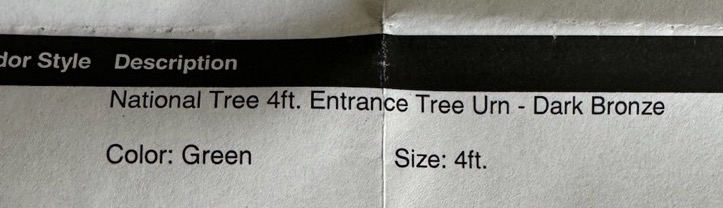 dor Style Description
National Tree 4ft. Entrance Tree Urn - Dark Bronze
Color: Green Size: 4ft.